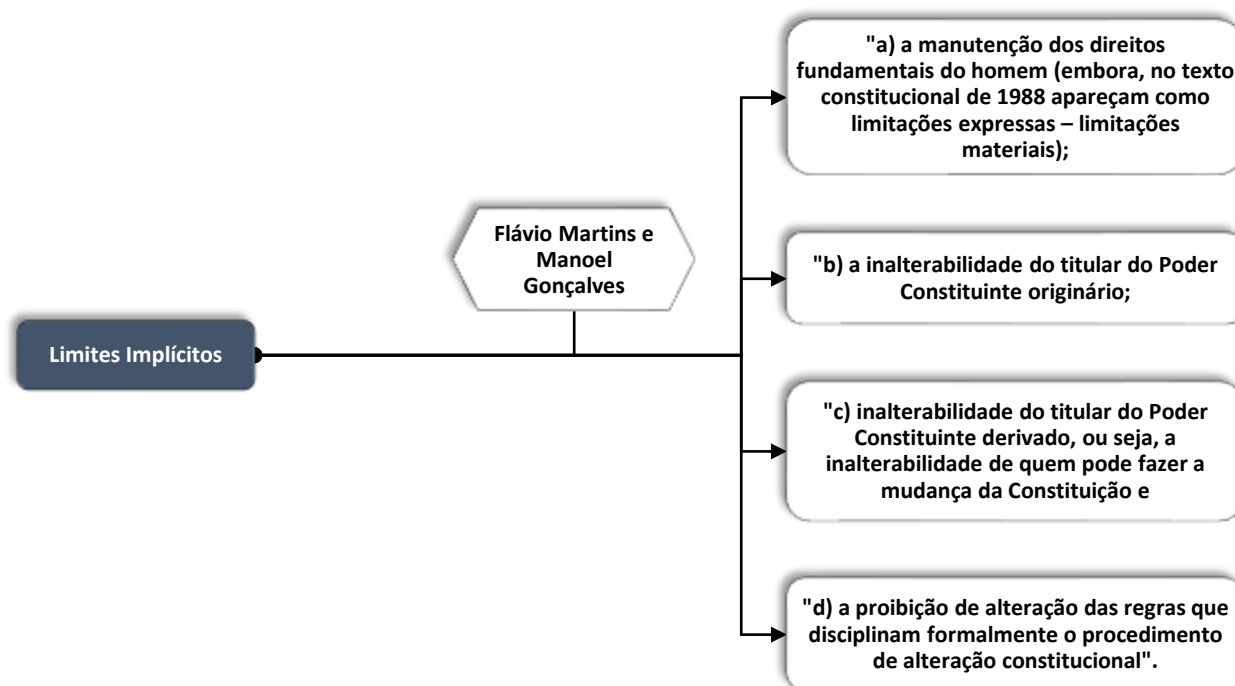 Limites Implícitos
Flávio Martins e
Manoel
Gonçalves
"a) a manutenção dos direitos
fundamentais do homem (embora, no texto
constitucional de 1988 apareçam como
limitações expressas – limitações
materiais);
"b) a inalterabilidade do titular do Poder
Constituinte originário;
"c) inalterabilidade do titular do Poder
Constituinte derivado, ou seja, a
inalterabilidade de quem pode fazer a
mudança da Constituição e
"d) a proibição de alteração das regras que
disciplinam formalmente o procedimento
de alteração constitucional".